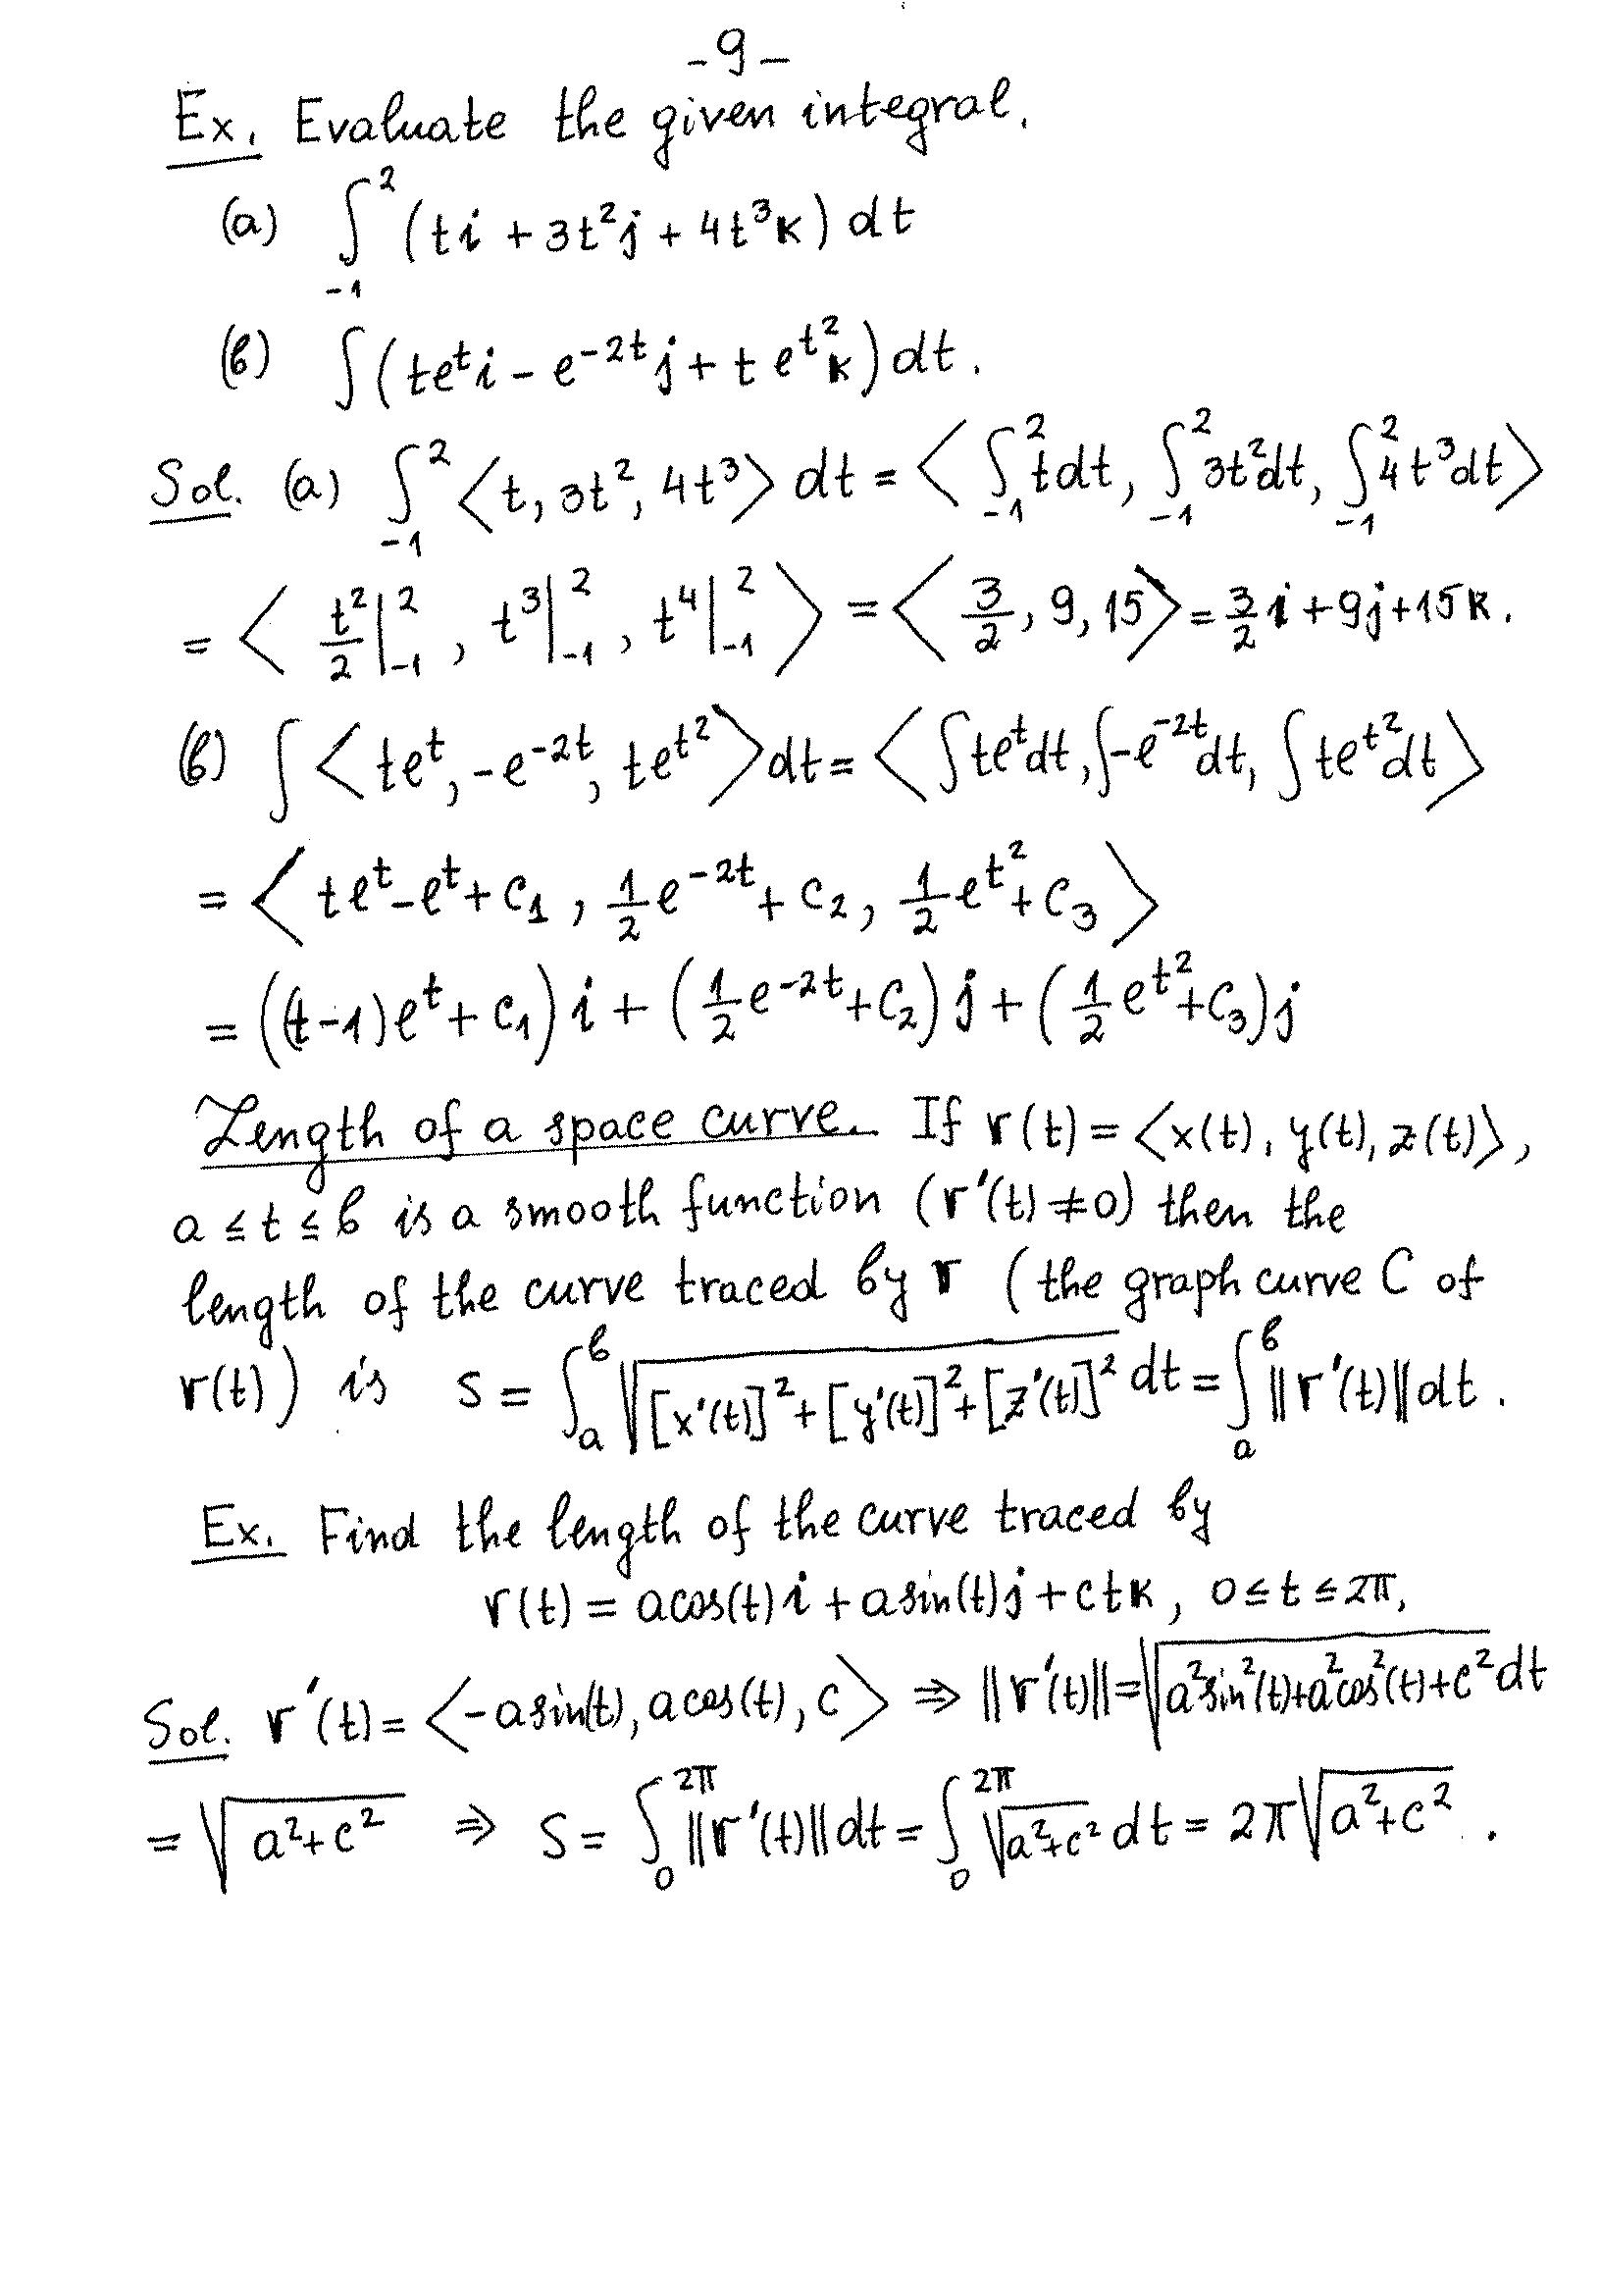 -9-
Ex. Evaluate the given integral.
(a) ∫_{-1}^{2} (ti + 3t²j + 4t³k) dt
(b) ∫(te^t i - e^{-2t} j + t e^{t²} k) dt.
Sol. (a) ∫_{-1}^{2} <t, 3t², 4t³> dt = <∫_{-1}^{2} t dt, ∫_{-1}^{2} 3t² dt, ∫_{-1}^{2} 4t³ dt>
= < t²/2 |_{-1}^{2}, t³|_{-1}^{2}, t⁴|_{-1}^{2} > = < 3/2, 9, 15 > = 3/2 i + 9j + 15k.
(b) ∫ <te^t, -e^{-2t}, te^{t²}> dt = <∫te^t dt, ∫-e^{-2t} dt, ∫te^{t²} dt>
= < te^t - e^t + c₁, 1/2 e^{-2t} + c₂, 1/2 e^{t²} + c₃ >
= ((t-1)e^t + c₁) i + (1/2 e^{-2t} + c₂) j + (1/2 e^{t²} + c₃) j
Length of a space curve. If r(t) = <x(t), y(t), z(t)>,
a ≤ t ≤ b is a smooth function (r'(t) ≠ 0) then the
length of the curve traced by r (the graph curve C of
r(t)) is s = ∫_{a}^{b} √([x'(t)]² + [y'(t)]² + [z'(t)]²) dt = ∫_{a}^{b} ||r'(t)|| dt.
Ex. Find the length of the curve traced by
r(t) = a cos(t) i + a sin(t) j + ctk, 0 ≤ t ≤ 2π,
Sol. r'(t) = <-a sin(t), a cos(t), c> ⇒ ||r'(t)|| = √(a² sin²(t) + a² cos²(t) + c²) dt
= √(a² + c²) ⇒ S = ∫_{0}^{2π} ||r'(t)|| dt = ∫_{0}^{2π} √(a² + c²) dt = 2π√(a² + c²).